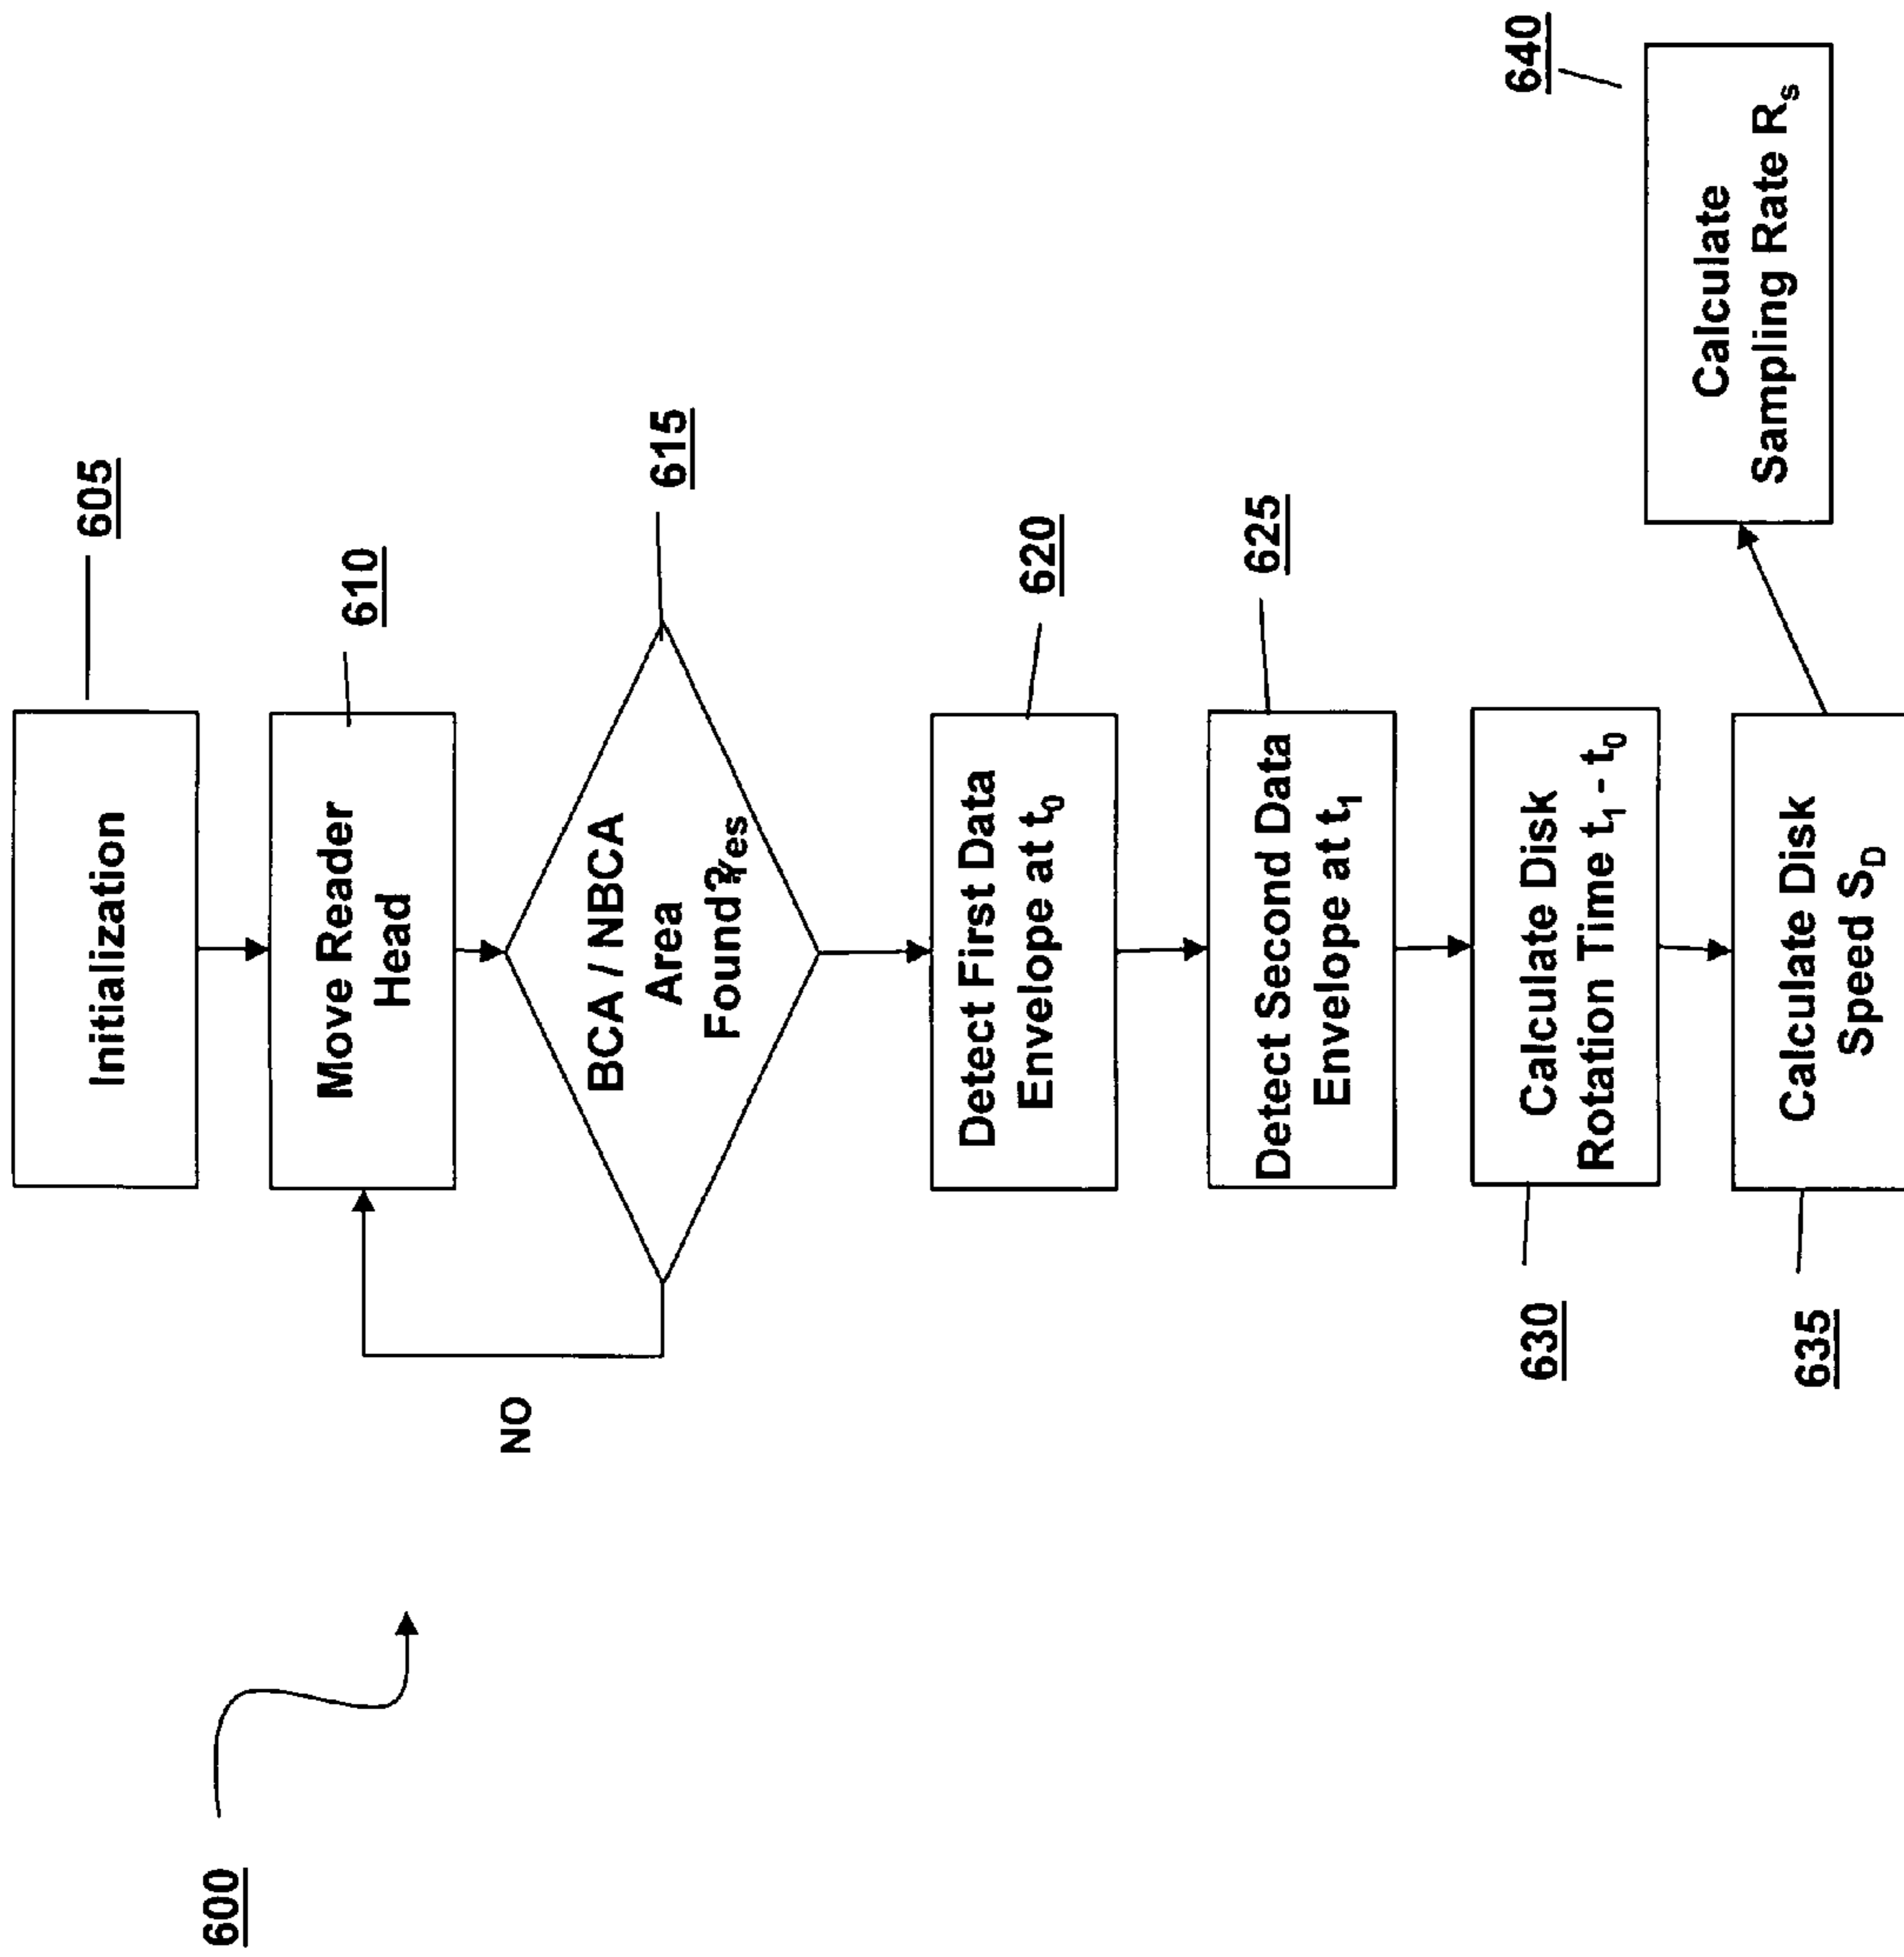 600
Initialization
605
Move Reader
Head
610
BCA / NBCA
Area
Found?
615
NO
Yes
Detect First Data
Envelope at t₀
620
Detect Second Data
Envelope at t₁
625
Calculate Disk
Rotation Time t₁ - t₀
630
Calculate Disk
Speed S_D
635
Calculate
Sampling Rate Rₛ
640